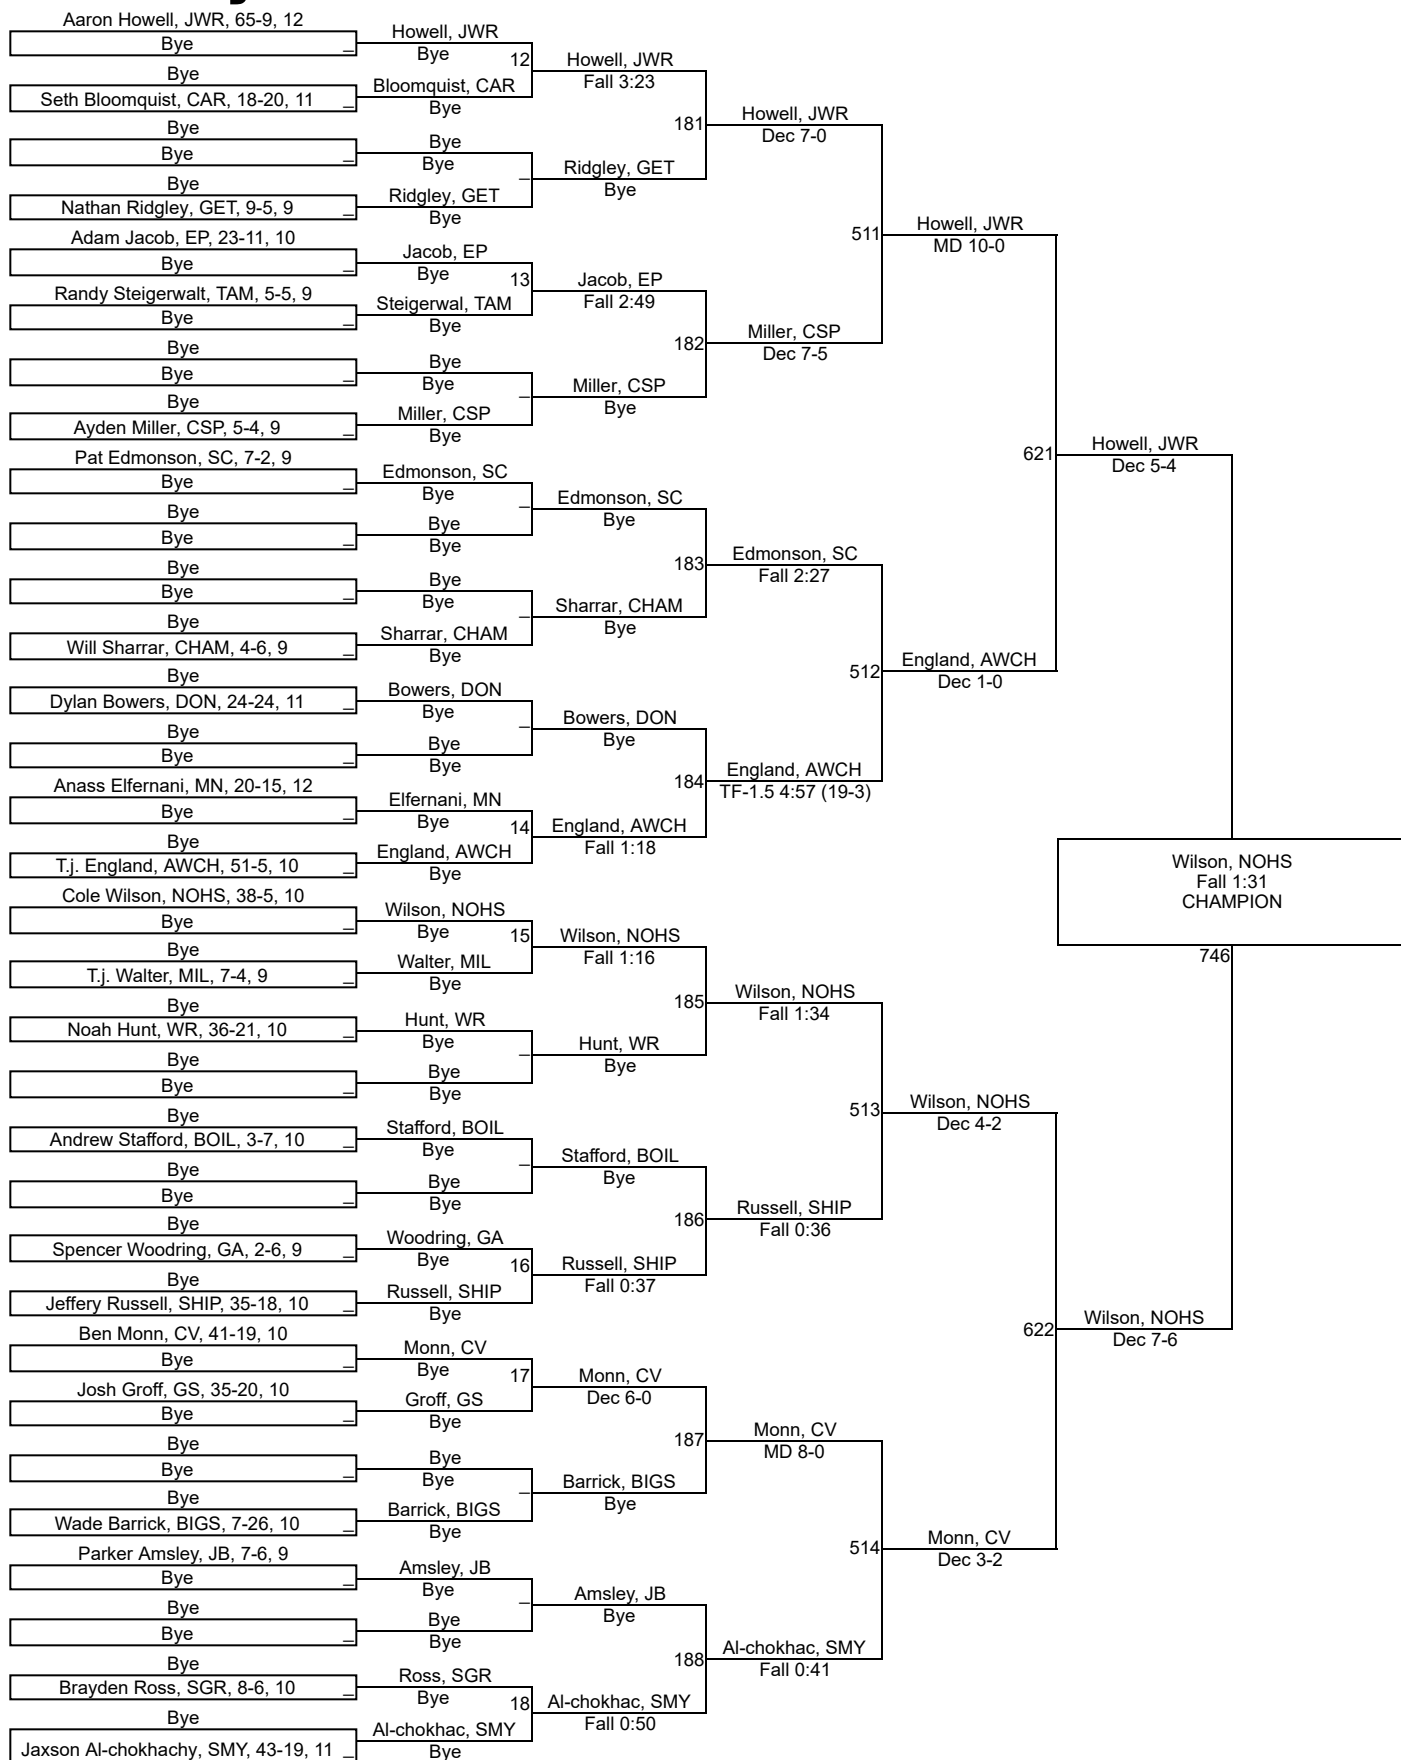 Aaron Howell, JWR, 65-9, 12
Bye _
Bye
Seth Bloomquist, CAR, 18-20, 11 _
Bye
Bye _
Bye
Nathan Ridgley, GET, 9-5, 9 _
Adam Jacob, EP, 23-11, 10
Bye _
Randy Steigerwalt, TAM, 5-5, 9
Bye _
Bye
Bye _
Bye
Ayden Miller, CSP, 5-4, 9 _
Pat Edmonson, SC, 7-2, 9
Bye _
Bye
Bye _
Bye
Bye _
Bye
Will Sharrar, CHAM, 4-6, 9 _
Bye
Dylan Bowers, DON, 24-24, 11 _
Bye
Bye _
Anass Elfernani, MN, 20-15, 12
Bye _
Bye
T.j. England, AWCH, 51-5, 10 _
Cole Wilson, NOHS, 38-5, 10
Bye _
Bye
T.j. Walter, MIL, 7-4, 9 _
Bye
Noah Hunt, WR, 36-21, 10 _
Bye
Bye _
Bye
Andrew Stafford, BOIL, 3-7, 10 _
Bye
Bye _
Bye
Spencer Woodring, GA, 2-6, 9 _
Bye
Jeffery Russell, SHIP, 35-18, 10 _
Ben Monn, CV, 41-19, 10
Bye _
Josh Groff, GS, 35-20, 10
Bye _
Bye
Bye _
Bye
Wade Barrick, BIGS, 7-26, 10 _
Parker Amsley, JB, 7-6, 9
Bye _
Bye
Bye _
Bye
Brayden Ross, SGR, 8-6, 10 _
Bye
Jaxson Al-chokhachy, SMY, 43-19, 11 _
Howell, JWR
Bye
12
Bloomquist, CAR
Bye
Bye
Bye
_
Ridgley, GET
Bye
Jacob, EP
Bye
13
Steigerwal, TAM
Bye
Bye
Bye
_
Miller, CSP
Bye
Edmonson, SC
Bye
_
Bye
Bye
Bye
Bye
_
Sharrar, CHAM
Bye
Bowers, DON
Bye
_
Bye
Bye
Elfernani, MN
Bye
14
England, AWCH
Bye
Wilson, NOHS
Bye
15
Walter, MIL
Bye
Hunt, WR
Bye
_
Bye
Bye
Stafford, BOIL
Bye
_
Bye
Bye
Woodring, GA
Bye
16
Russell, SHIP
Bye
Monn, CV
Bye
17
Groff, GS
Bye
Bye
Bye
_
Barrick, BIGS
Bye
Amsley, JB
Bye
_
Bye
Bye
Ross, SGR
Bye
18
Al-chokhac, SMY
Bye
Howell, JWR
Fall 3:23
181
Ridgley, GET
Bye
Jacob, EP
Fall 2:49
182
Miller, CSP
Bye
Edmonson, SC
Bye
183
Sharrar, CHAM
Bye
Bowers, DON
Bye
184
England, AWCH
Fall 1:18
Wilson, NOHS
Fall 1:16
185
Hunt, WR
Bye
Stafford, BOIL
Bye
186
Russell, SHIP
Fall 0:37
Monn, CV
Dec 6-0
187
Barrick, BIGS
Bye
Amsley, JB
Bye
188
Al-chokhac, SMY
Fall 0:50
Howell, JWR
Dec 7-0
511
Miller, CSP
Dec 7-5
Edmonson, SC
Fall 2:27
512
England, AWCH
TF-1.5 4:57 (19-3)
Wilson, NOHS
Fall 1:34
513
Russell, SHIP
Fall 0:36
Monn, CV
MD 8-0
514
Al-chokhac, SMY
Fall 0:41
Howell, JWR
MD 10-0
621
England, AWCH
Dec 1-0
Wilson, NOHS
Dec 4-2
622
Monn, CV
Dec 3-2
Howell, JWR
Dec 5-4
Wilson, NOHS
Fall 1:31
CHAMPION
746
Wilson, NOHS
Dec 7-6